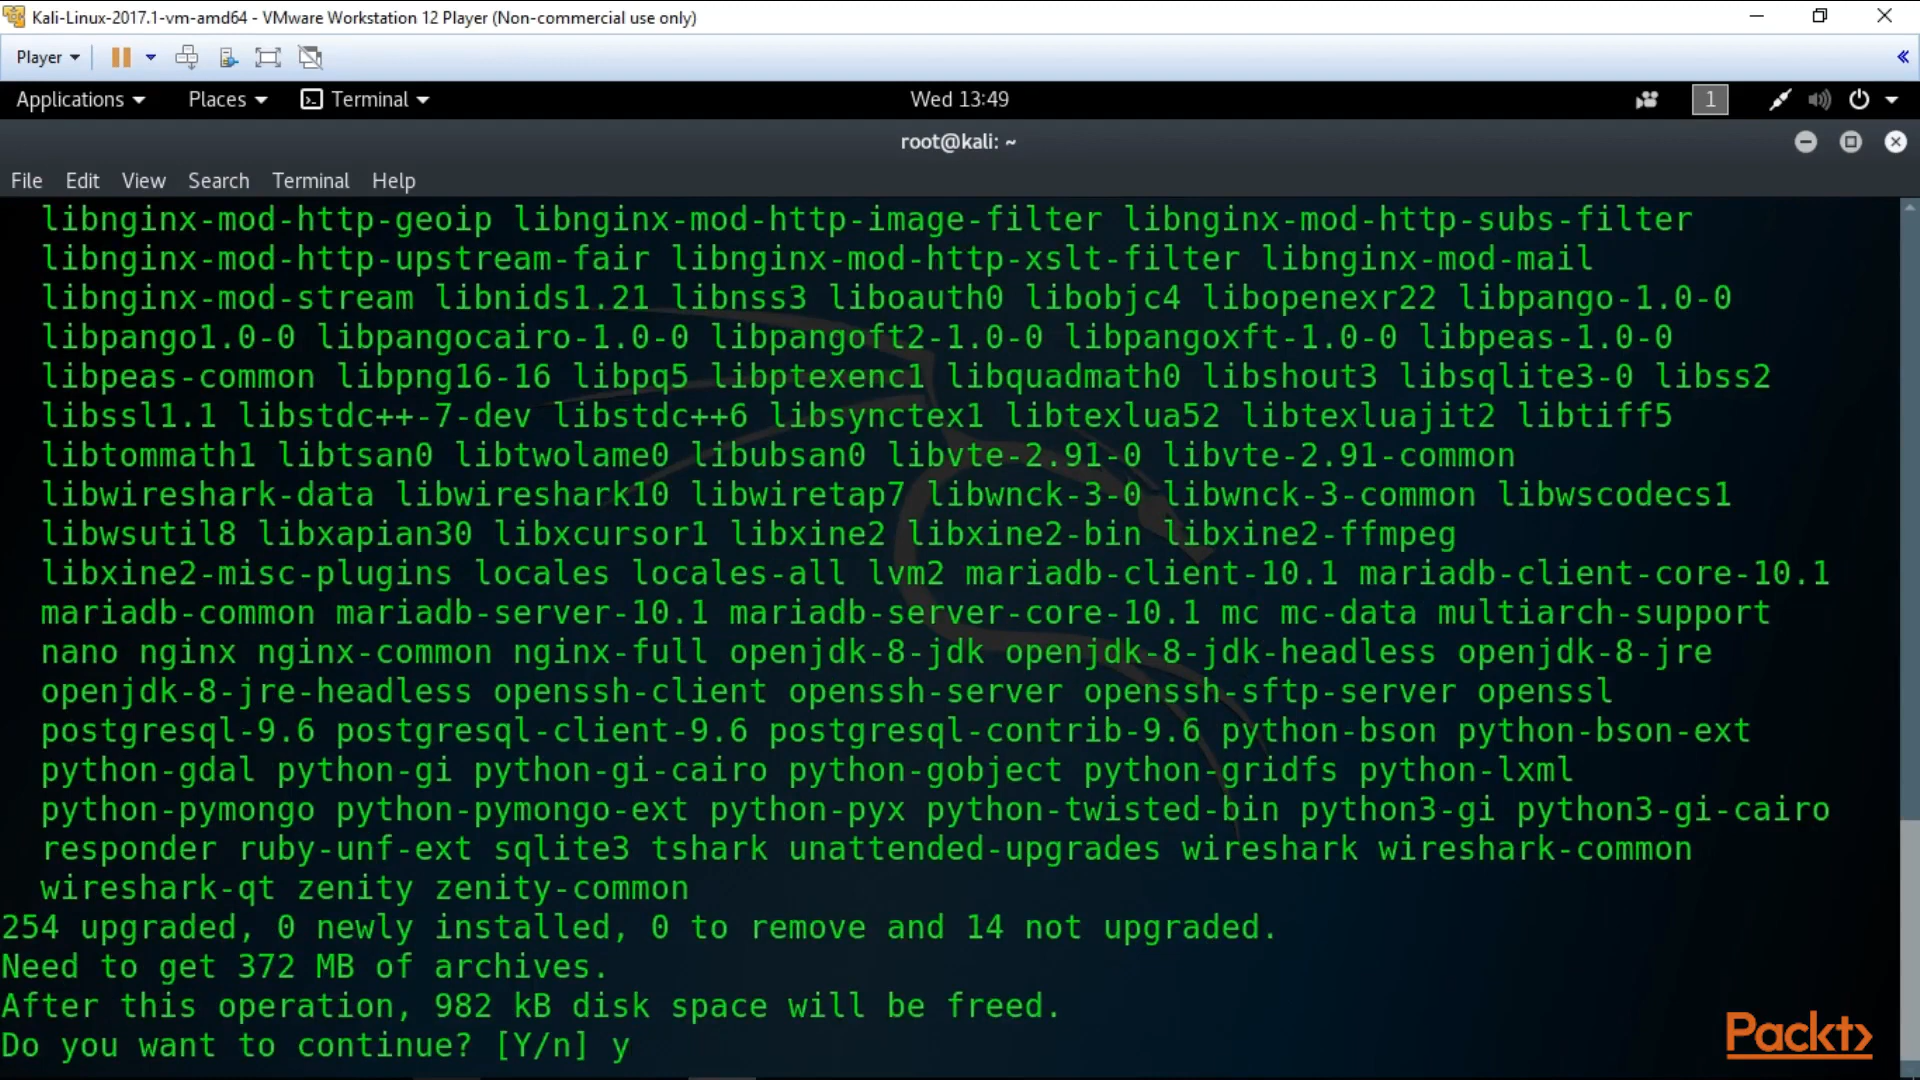 Kali-Linux-2017.1-vm-amd64 - VMware Workstation 12 Player (Non-commercial use only)
Player
Applications Places Terminal Wed 13:49 1
root@kali: ~
File Edit View Search Terminal Help
libnginx-mod-http-geoip libnginx-mod-http-image-filter libnginx-mod-http-subs-filter
libnginx-mod-http-upstream-fair libnginx-mod-http-xslt-filter libnginx-mod-mail
libnginx-mod-stream libnids1.21 libnss3 liboauth0 libobjc4 libopenexr22 libpango-1.0-0
libpango1.0-0 libpangocairo-1.0-0 libpangoft2-1.0-0 libpangoxft-1.0-0 libpeas-1.0-0
libpeas-common libpng16-16 libpq5 libptexenc1 libquadmath0 libshout3 libsqlite3-0 libss2
libssl1.1 libstdc++-7-dev libstdc++6 libsynctex1 libtexlua52 libtexluajit2 libtiff5
libtommath1 libtsan0 libtwolame0 libubsan0 libvte-2.91-0 libvte-2.91-common
libwireshark-data libwireshark10 libwiretap7 libwnck-3-0 libwnck-3-common libwscodecs1
libwsutil8 libxapian30 libxcursor1 libxine2 libxine2-bin libxine2-ffmpeg
libxine2-misc-plugins locales locales-all lvm2 mariadb-client-10.1 mariadb-client-core-10.1
mariadb-common mariadb-server-10.1 mariadb-server-core-10.1 mc mc-data multiarch-support
nano nginx nginx-common nginx-full openjdk-8-jdk openjdk-8-jdk-headless openjdk-8-jre
openjdk-8-jre-headless openssh-client openssh-server openssh-sftp-server openssl
postgresql-9.6 postgresql-client-9.6 postgresql-contrib-9.6 python-bson python-bson-ext
python-gdal python-gi python-gi-cairo python-gobject python-gridfs python-lxml
python-pymongo python-pymongo-ext python-pyx python-twisted-bin python3-gi python3-gi-cairo
responder ruby-unf-ext sqlite3 tshark unattended-upgrades wireshark wireshark-common
wireshark-qt zenity zenity-common
254 upgraded, 0 newly installed, 0 to remove and 14 not upgraded.
Need to get 372 MB of archives.
After this operation, 982 kB disk space will be freed.
Do you want to continue? [Y/n] y
Packt>